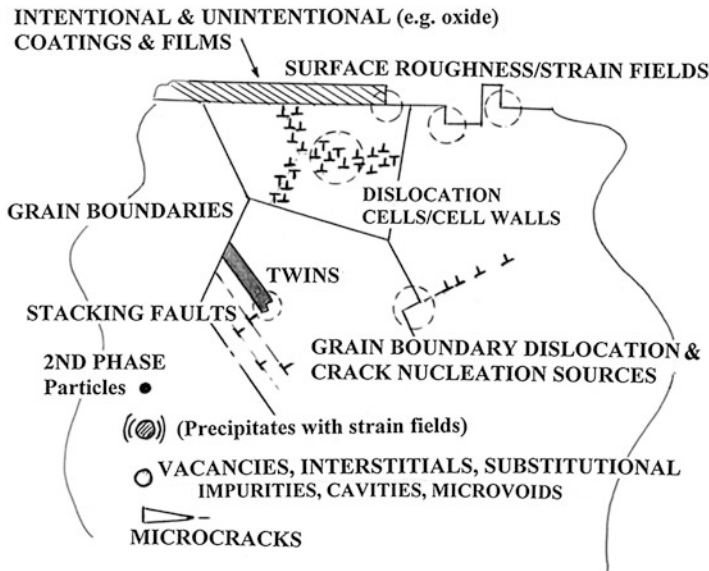 INTENTIONAL & UNINTENTIONAL (e.g. oxide)
COATINGS & FILMS
SURFACE ROUGHNESS/STRAIN FIELDS
GRAIN BOUNDARIES
DISLOCATION
CELLS/CELL WALLS
TWINS
STACKING FAULTS
GRAIN BOUNDARY DISLOCATION &
CRACK NUCLEATION SOURCES
2ND PHASE
Particles
(Precipitates with strain fields)
VACANCIES, INTERSTITIALS, SUBSTITUTIONAL
IMPURITIES, CAVITIES, MICROVOIDS
MICROCRACKS